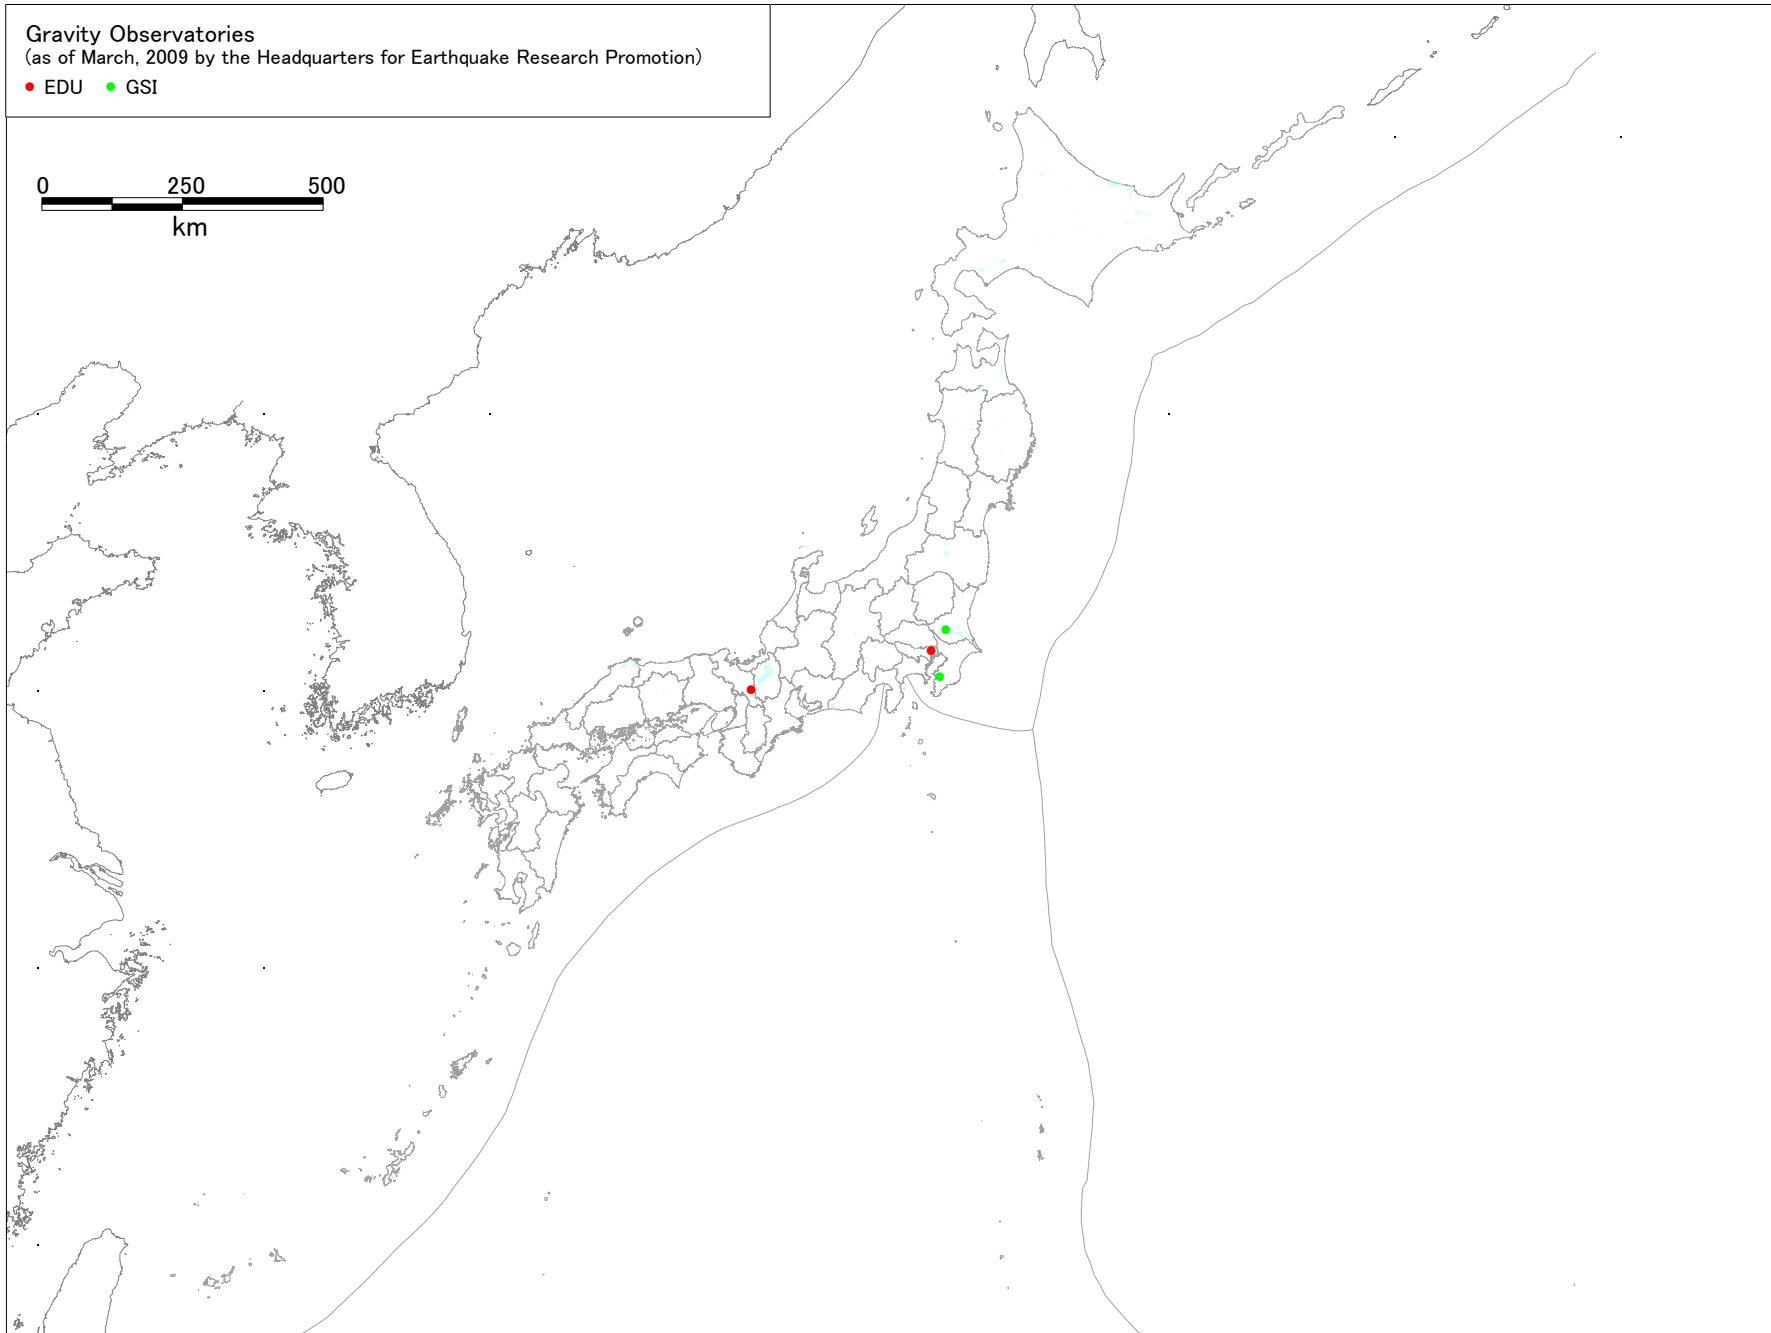 Gravity Observatories
(as of March, 2009 by the Headquarters for Earthquake Research Promotion)
EDU GSI
0 250 500
km